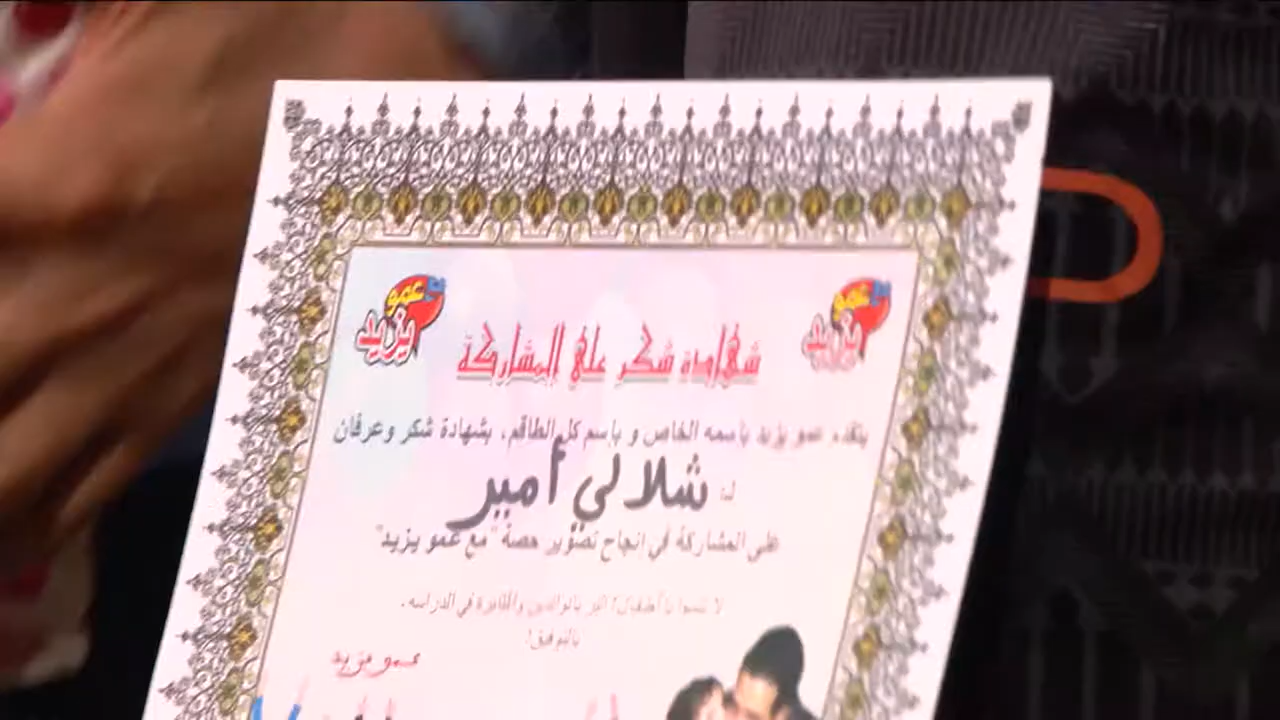 عمو يزيد
عمو يزيد
شهادة شكر على المشاركة
يتقدم عمو يزيد باسمه الخاص و بإسم كل الطاقم، بشهادة شكر وعرفان
شلالي أمير
على المشاركة في انجاح تصوير حصة "مع عمو يزيد"
لا تنسوا يا أطفال! البر بالوالدين والمثابرة في الدراسة.
بالتوفيق!
عمو يزيد